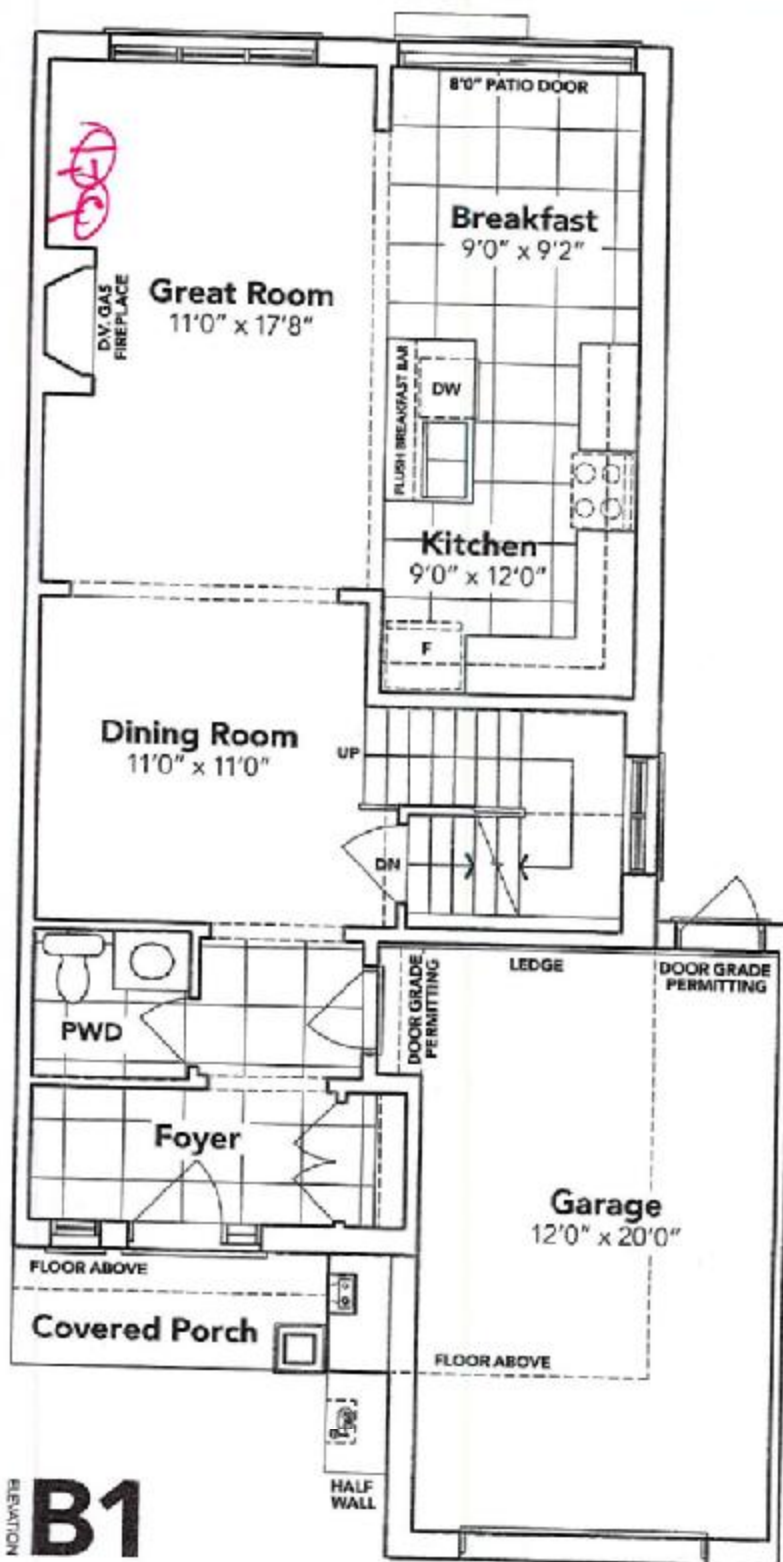 8'0" PATIO DOOR
Breakfast
9'0" x 9'2"
Great Room
11'0" x 17'8"
D.V. GAS
FIREPLACE
FLUSH BREAKFAST BAR
DW
Kitchen
9'0" x 12'0"
F
Dining Room
11'0" x 11'0"
UP
DN
LEDGE
DOOR GRADE
PERMITTING
DOOR GRADE
PERMITTING
PWD
Foyer
Garage
12'0" x 20'0"
FLOOR ABOVE
Covered Porch
FLOOR ABOVE
HALF
WALL
ELEVATION
B1